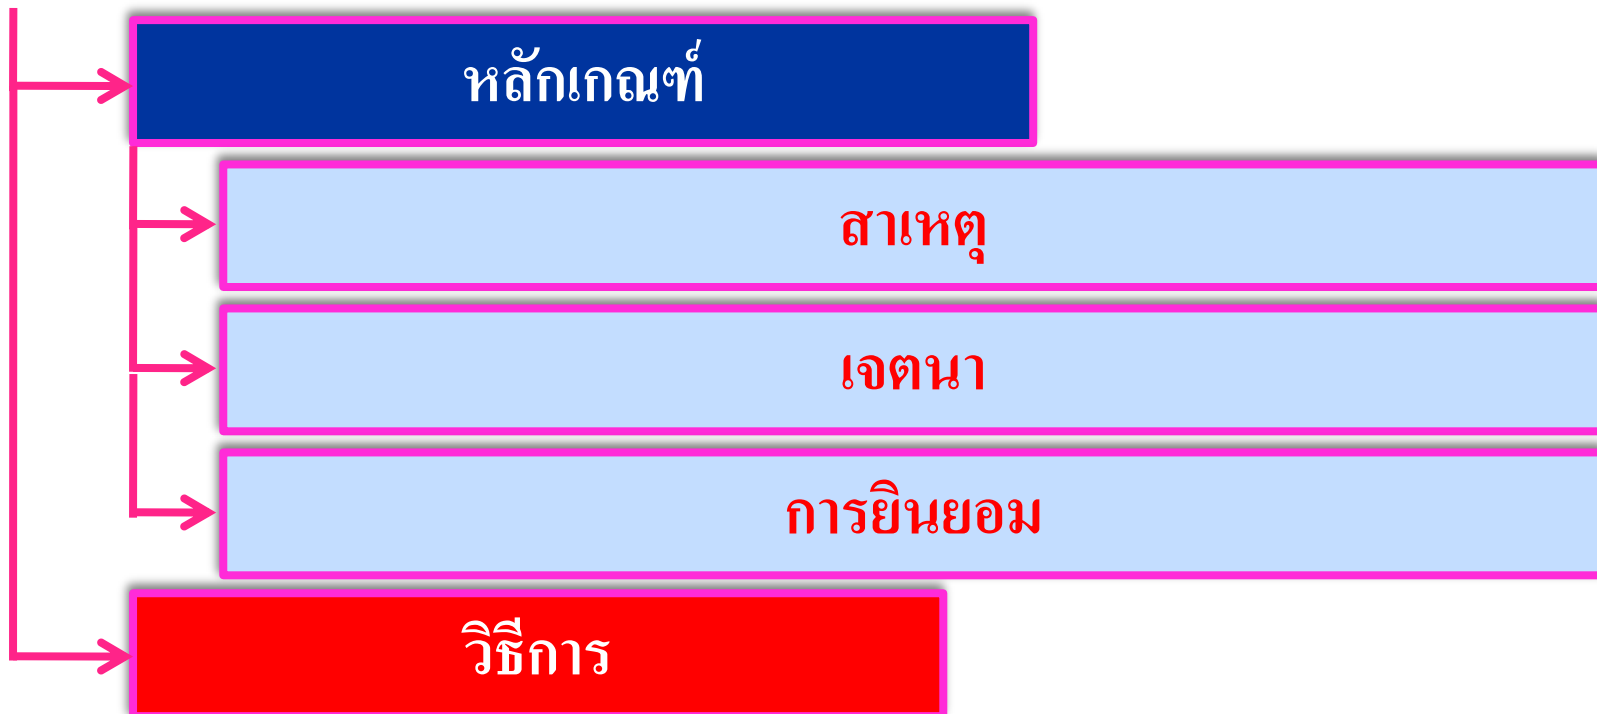 หลักเกณฑ์
สาเหตุ
เจตนา
การยินยอม
วิธีการ